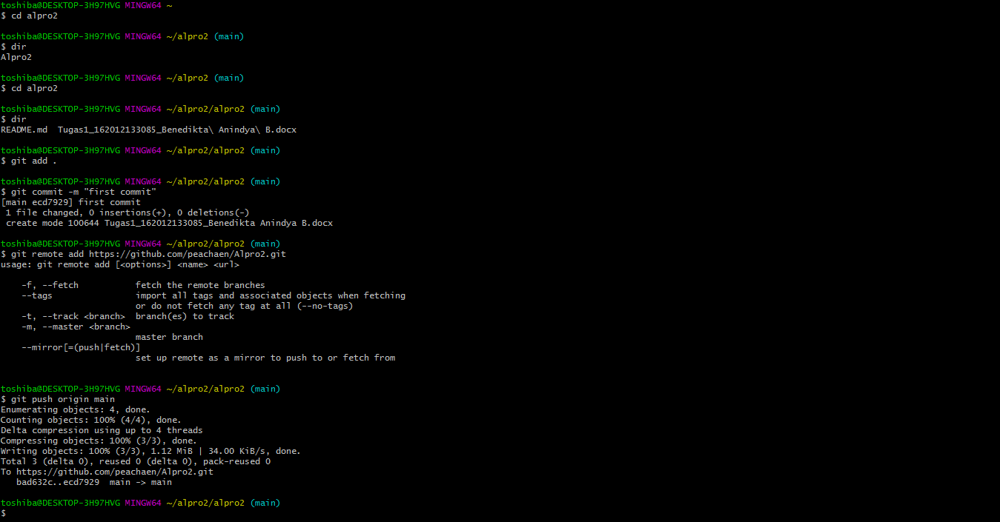 toshiba@DESKTOP-3H97HVG MINGW64 ~
$ cd alpro2
toshiba@DESKTOP-3H97HVG MINGW64 ~/alpro2 (main)
$ dir
Alpro2
toshiba@DESKTOP-3H97HVG MINGW64 ~/alpro2 (main)
$ cd alpro2
toshiba@DESKTOP-3H97HVG MINGW64 ~/alpro2/alpro2 (main)
$ dir
README.md  Tugas1_162012133085_Benedikta\ Anindya\ B.docx
toshiba@DESKTOP-3H97HVG MINGW64 ~/alpro2/alpro2 (main)
$ git add .
toshiba@DESKTOP-3H97HVG MINGW64 ~/alpro2/alpro2 (main)
$ git commit -m "first commit"
[main ecd7929] first commit
 1 file changed, 0 insertions(+), 0 deletions(-)
 create mode 100644 Tugas1_162012133085_Benedikta Anindya B.docx
toshiba@DESKTOP-3H97HVG MINGW64 ~/alpro2/alpro2 (main)
$ git remote add https://github.com/peachaen/Alpro2.git
usage: git remote add [<options>] <name> <url>
    -f, --fetch           fetch the remote branches
    --tags                import all tags and associated objects when fetching
                          or do not fetch any tag at all (--no-tags)
    -t, --track <branch>  branch(es) to track
    -m, --master <branch>
                          master branch
    --mirror[=(push|fetch)]
                          set up remote as a mirror to push to or fetch from
toshiba@DESKTOP-3H97HVG MINGW64 ~/alpro2/alpro2 (main)
$ git push origin main
Enumerating objects: 4, done.
Counting objects: 100% (4/4), done.
Delta compression using up to 4 threads
Compressing objects: 100% (3/3), done.
Writing objects: 100% (3/3), 1.12 MiB | 34.00 KiB/s, done.
Total 3 (delta 0), reused 0 (delta 0), pack-reused 0
To https://github.com/peachaen/Alpro2.git
   bad632c..ecd7929  main -> main
toshiba@DESKTOP-3H97HVG MINGW64 ~/alpro2/alpro2 (main)
$